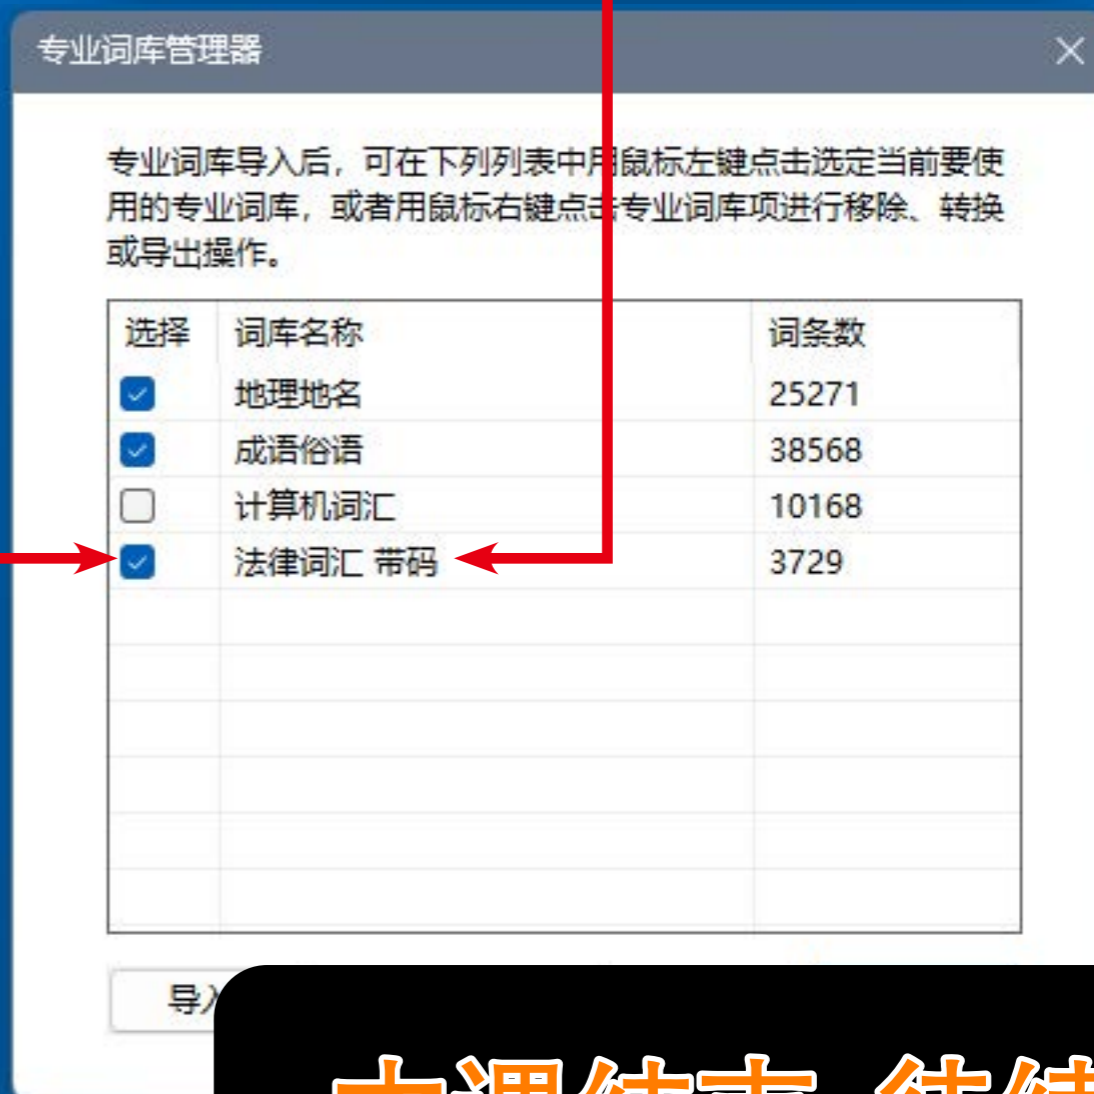 专业词库管理器
专业词库导入后，可在下列列表中用鼠标左键点击选定当前要使
用的专业词库，或者用鼠标右键点击专业词库项进行移除、转换
或导出操作。
选择 词库名称 词条数
地理地名 25271
成语俗语 38568
计算机词汇 10168
法律词汇 带码 3729
导入